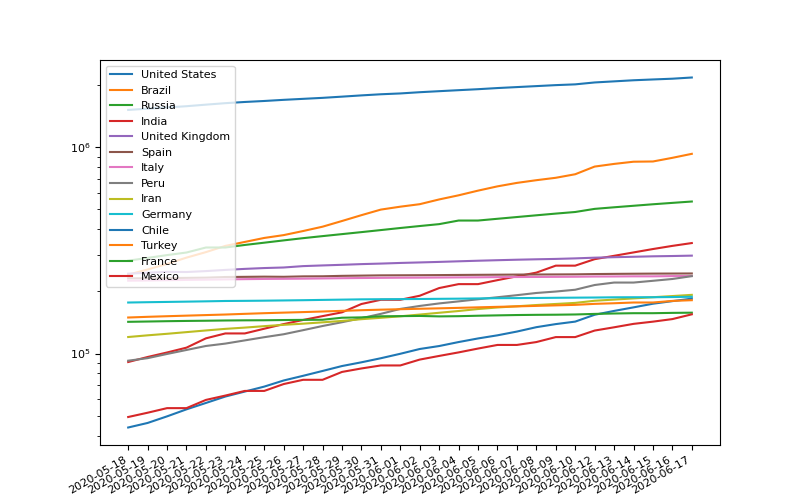 10⁶
10⁵
United States
Brazil
Russia
India
United Kingdom
Spain
Italy
Peru
Iran
Germany
Chile
Turkey
France
Mexico
2020-05-18
2020-05-19
2020-05-20
2020-05-21
2020-05-22
2020-05-23
2020-05-24
2020-05-25
2020-05-26
2020-05-27
2020-05-28
2020-05-29
2020-05-30
2020-05-31
2020-06-01
2020-06-02
2020-06-03
2020-06-04
2020-06-05
2020-06-06
2020-06-07
2020-06-08
2020-06-09
2020-06-10
2020-06-12
2020-06-13
2020-06-14
2020-06-15
2020-06-16
2020-06-17